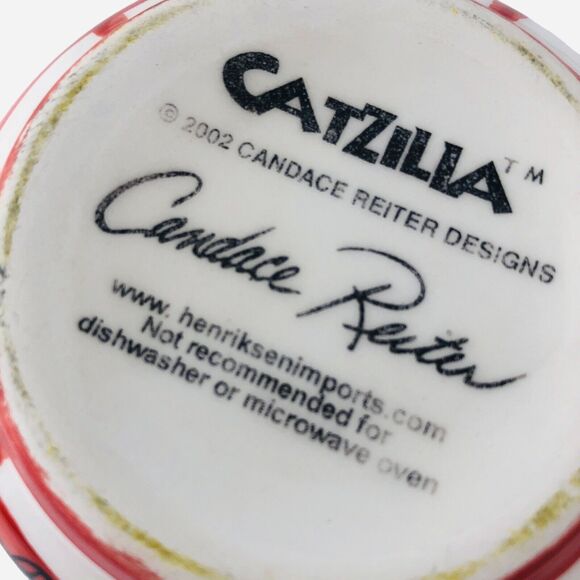 CATZILLA™
© 2002 CANDACE REITER DESIGNS
Candace Reiter
www.henriksenimports.com
Not recommended for
dishwasher or microwave oven